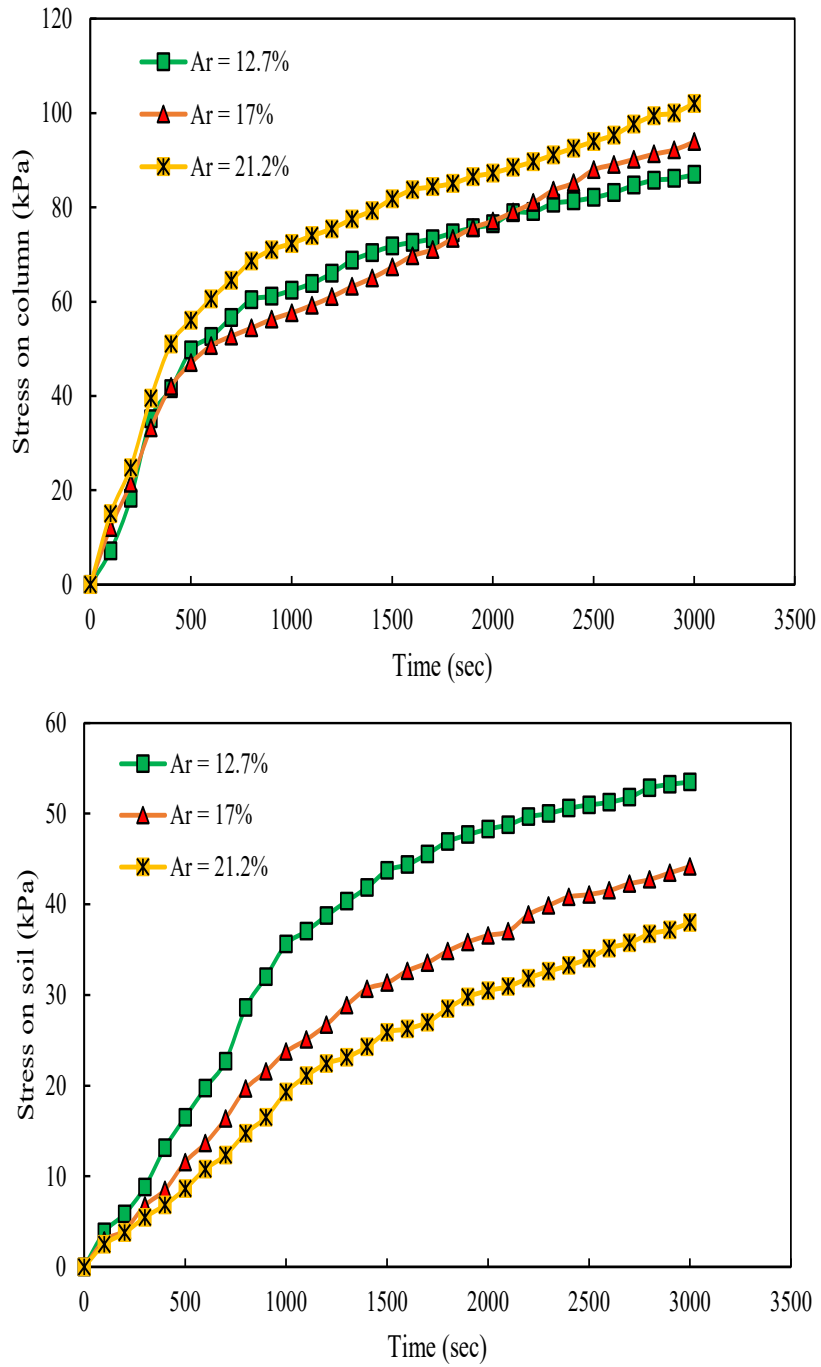 120
100
80
60
40
20
0
Stress on column (kPa)
Ar = 12.7%
Ar = 17%
Ar = 21.2%
0 500 1000 1500 2000 2500 3000 3500
Time (sec)
60
50
40
30
20
10
0
Stress on soil (kPa)
Ar = 12.7%
Ar = 17%
Ar = 21.2%
0 500 1000 1500 2000 2500 3000 3500
Time (sec)